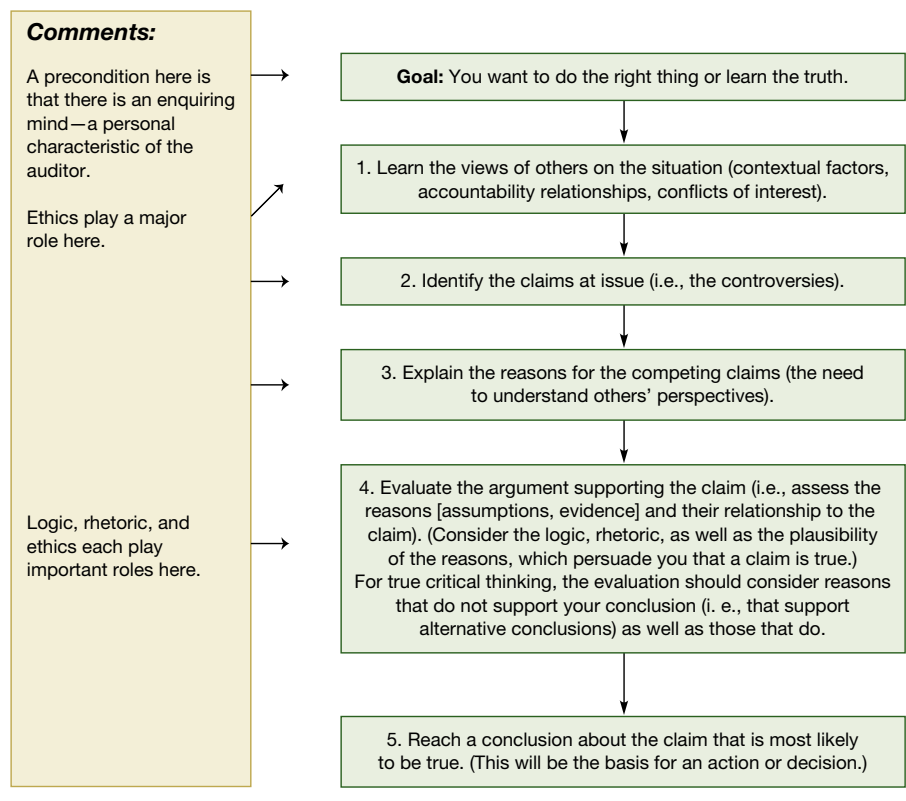 Comments:
A precondition here is
that there is an enquiring
mind—a personal
characteristic of the
auditor.
Ethics play a major
role here.
Logic, rhetoric, and
ethics each play
important roles here.
Goal: You want to do the right thing or learn the truth.
1. Learn the views of others on the situation (contextual factors,
accountability relationships, conflicts of interest).
2. Identify the claims at issue (i.e., the controversies).
3. Explain the reasons for the competing claims (the need
to understand others’ perspectives).
4. Evaluate the argument supporting the claim (i.e., assess the
reasons [assumptions, evidence] and their relationship to the
claim). (Consider the logic, rhetoric, as well as the plausibility
of the reasons, which persuade you that a claim is true.)
For true critical thinking, the evaluation should consider reasons
that do not support your conclusion (i. e., that support
alternative conclusions) as well as those that do.
5. Reach a conclusion about the claim that is most likely
to be true. (This will be the basis for an action or decision.)